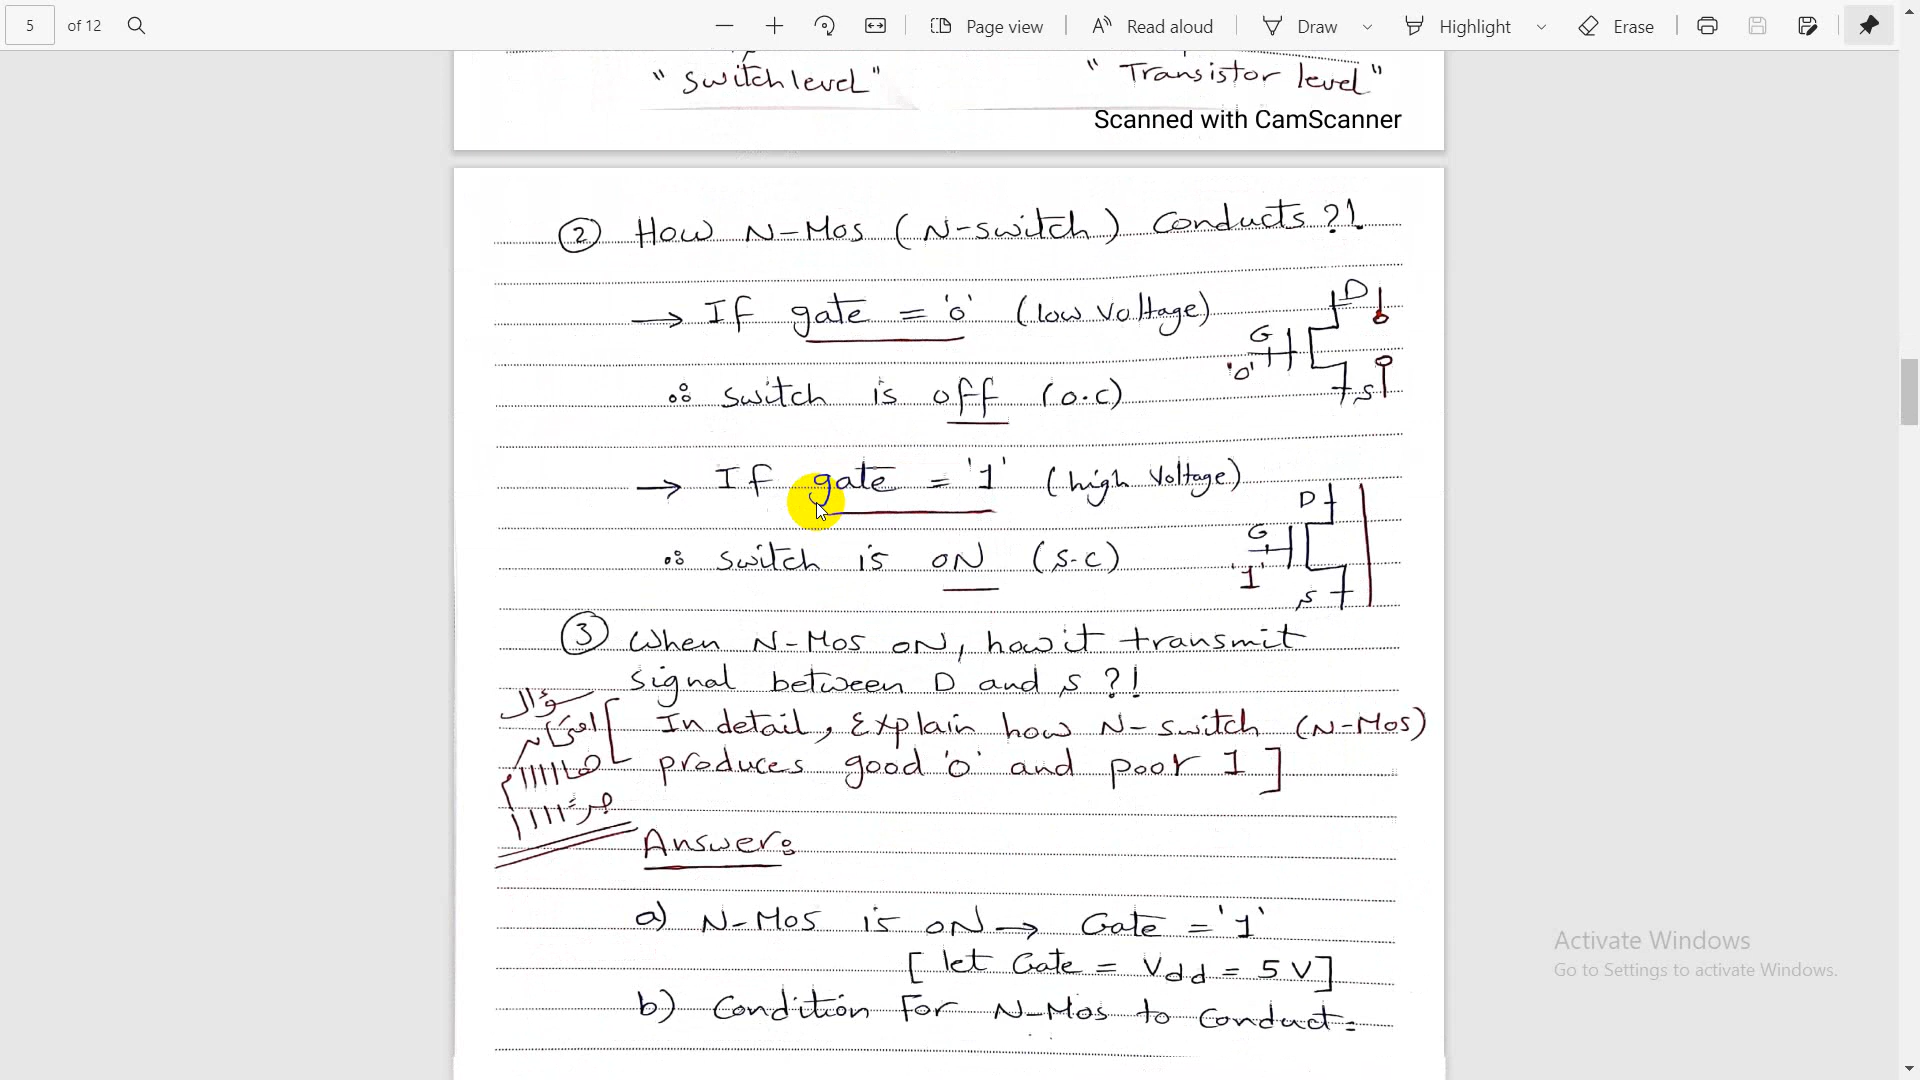 5 of 12 Page view Read aloud Draw Highlight Erase
" Switch level " " Transistor level "
Scanned with CamScanner
② How N-Mos (N-switch) Conducts ?!
→ If gate = '0' (low voltage)
D
G
'0'
S
∴ switch is off (o.c)
→ If gate = '1' (high Voltage)
D
G
'1'
S
∴ switch is ON (s.c)
③ When N-Mos ON, how it transmit
signal between D and S ?!
سؤال
[ In detail, Explain how N-switch (N-Mos)
produces good '0' and poor 1 ]
Answer:
a) N-Mos is ON → Gate = '1'
[ let Gate = Vdd = 5V]
b) Condition For N-Mos to Conduct:
Activate Windows
Go to Settings to activate Windows.